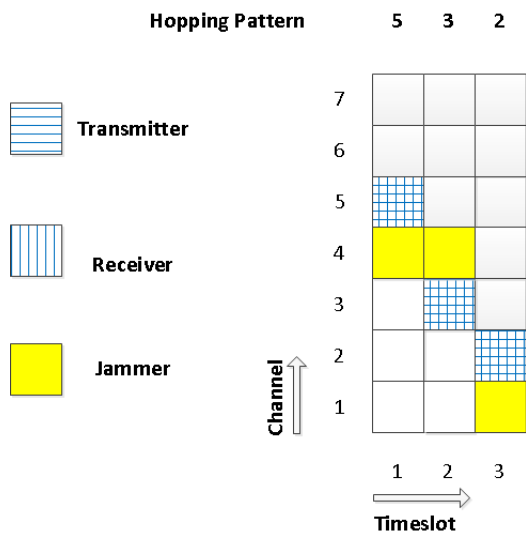 Hopping Pattern 5 3 2
7
Transmitter
6
5
Receiver
4
3
Jammer
2
Channel
1
1 2 3
Timeslot